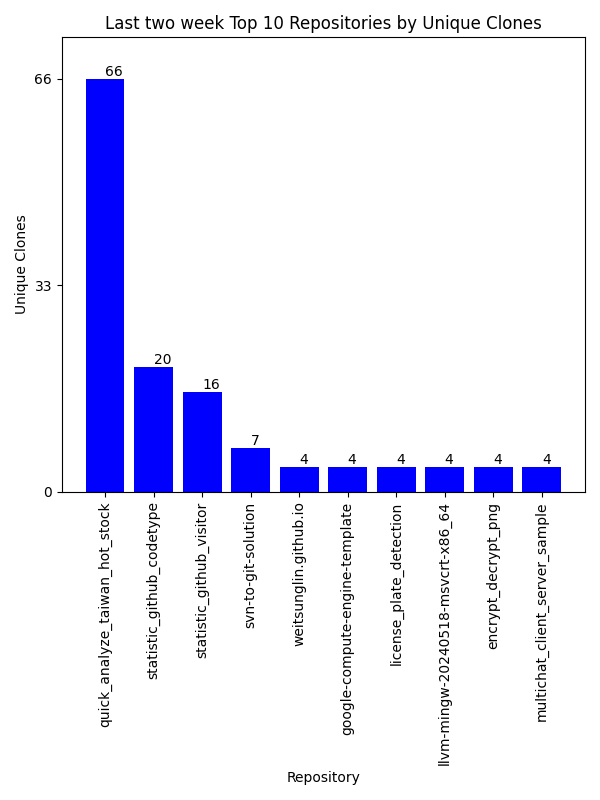 Last two week Top 10 Repositories by Unique Clones
Unique Clones
66
33
0
66
20
16
7
4
4
4
4
4
4
quick_analyze_taiwan_hot_stock
statistic_github_codetype
statistic_github_visitor
svn-to-git-solution
weitsunglin.github.io
google-compute-engine-template
license_plate_detection
llvm-mingw-20240518-msvcrt-x86_64
encrypt_decrypt_png
multichat_client_server_sample
Repository